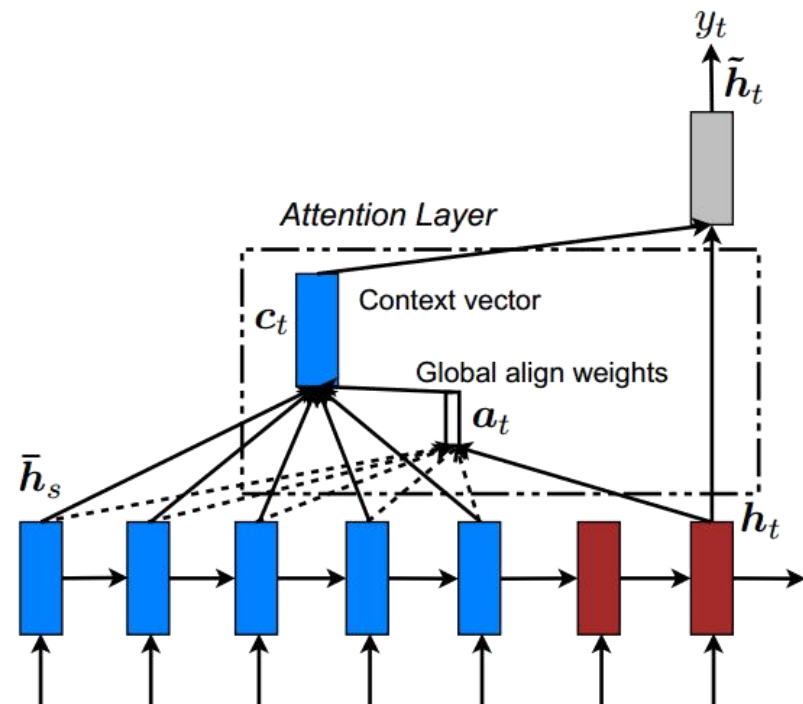 y_t
h̃_t
Attention Layer
c_t
Context vector
Global align weights
a_t
h̄_s
h_t